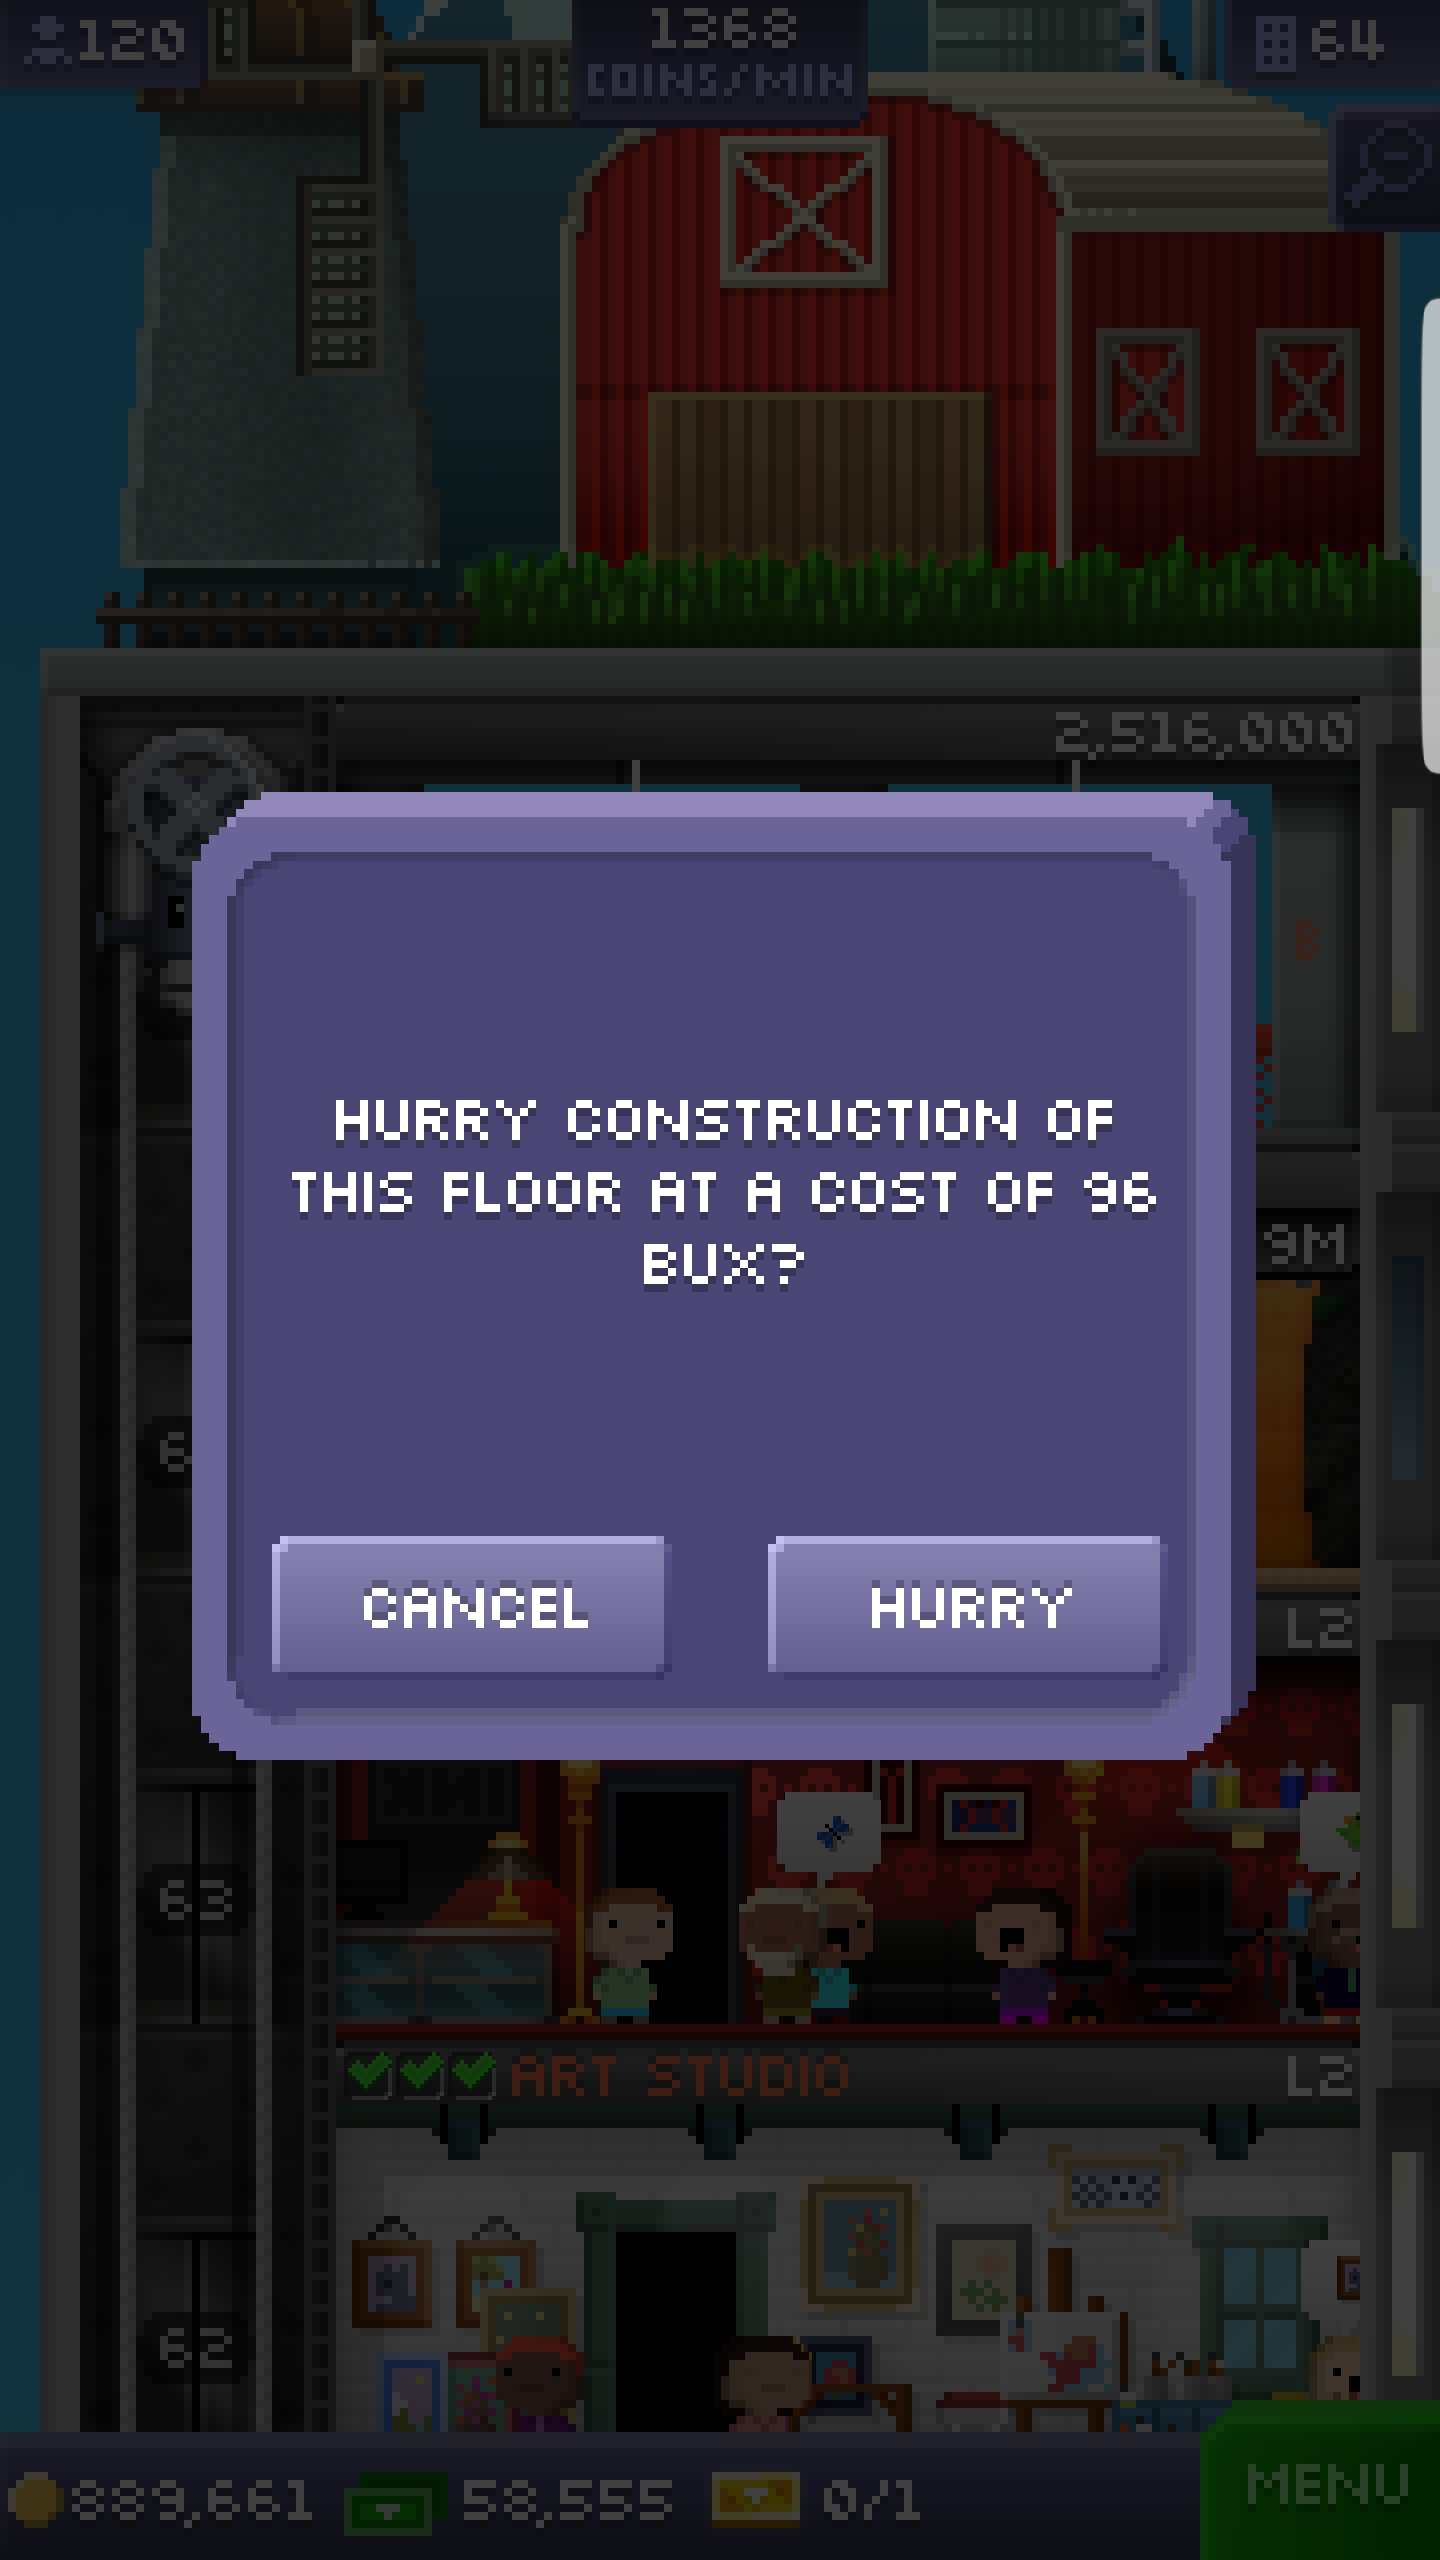 120
1368
COINS/MIN
64
2,516,000
B
HURRY CONSTRUCTION OF
THIS FLOOR AT A COST OF 96
BUX?
9M
CANCEL
HURRY
L2
63
ART STUDIO
L2
62
889,661
58,555
0/1
MENU